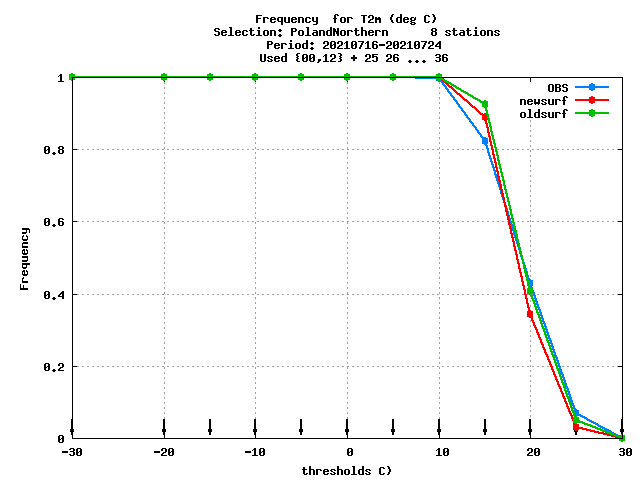 Frequency for T2m (deg C)
Selection: PolandNorthern 8 stations
Period: 20210716-20210724
Used {00,12} + 25 26 ... 36
OBS
newsurf
oldsurf
1
0.8
0.6
0.4
0.2
0
Frequency
-30 -20 -10 0 10 20 30
thresholds C)